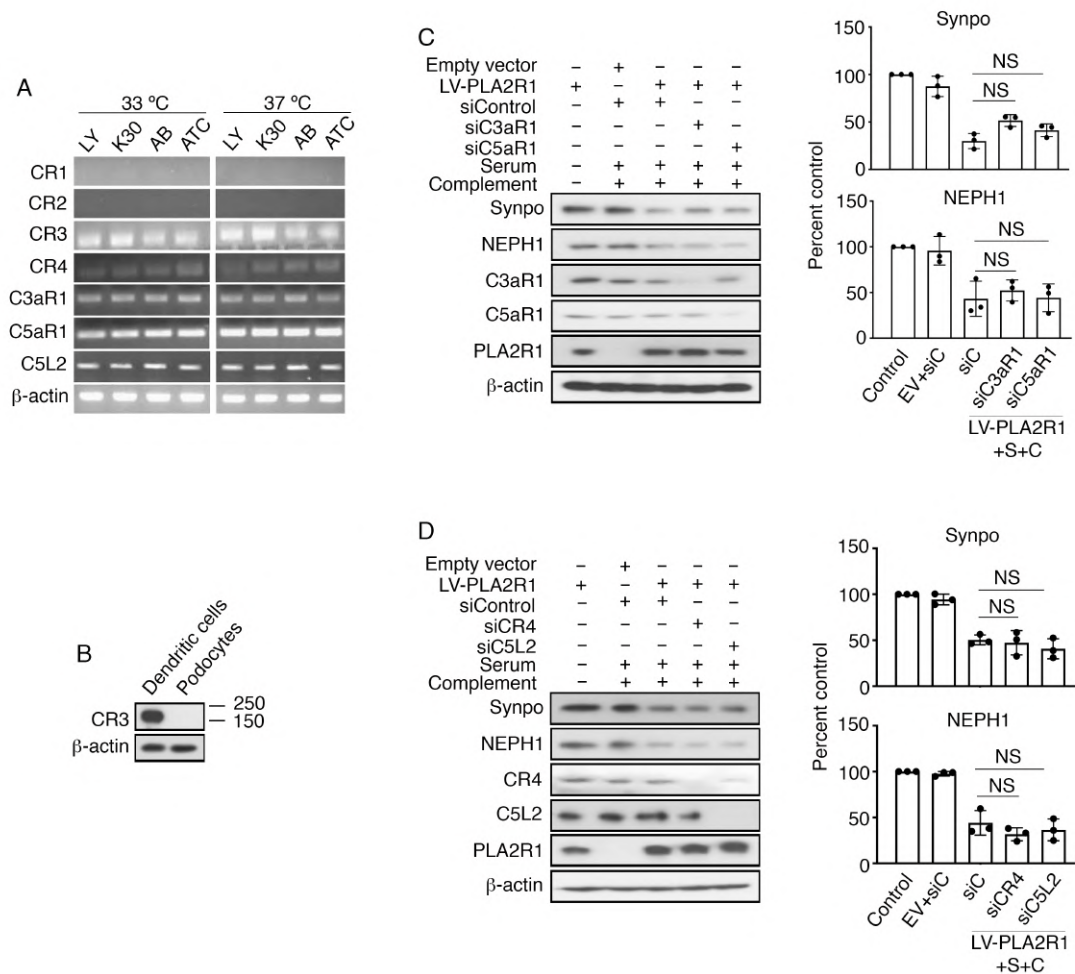 A
33 ºC 37 ºC
LY K30 AB ATC LY K30 AB ATC
CR1
CR2
CR3
CR4
C3aR1
C5aR1
C5L2
β-actin
B
Dendritic cells
Podocytes
CR3
250
150
β-actin
C
Empty vector – + – – –
LV-PLA2R1 + – + + +
siControl – + + – –
siC3aR1 – – – + –
siC5aR1 – – – – +
Serum – + + + +
Complement – + + + +
Synpo
NEPH1
C3aR1
C5aR1
PLA2R1
β-actin
Synpo
150
100
50
0
NS
NS
NEPH1
150
100
50
0
NS
NS
Percent control
Control
EV+siC
siC
siC3aR1
siC5aR1
LV-PLA2R1
+S+C
D
Empty vector – + – – –
LV-PLA2R1 + – + + +
siControl – + + – –
siCR4 – – – + –
siC5L2 – – – – +
Serum – + + + +
Complement – + + + +
Synpo
NEPH1
CR4
C5L2
PLA2R1
β-actin
Synpo
150
100
50
0
NS
NS
NEPH1
150
100
50
0
NS
NS
Percent control
Control
EV+siC
siC
siCR4
siC5L2
LV-PLA2R1
+S+C